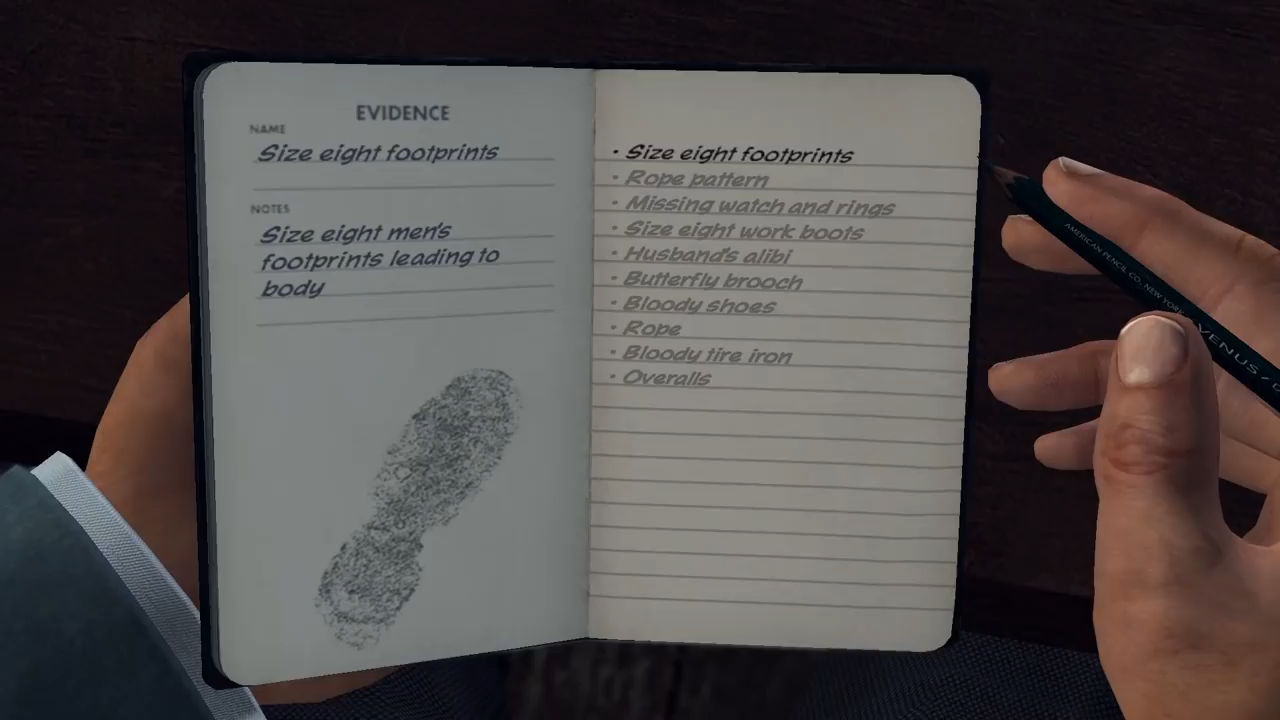 EVIDENCE
NAME
Size eight footprints
NOTES
Size eight men's
footprints leading to
body
• Size eight footprints
• Rope pattern
• Missing watch and rings
• Size eight work boots
• Husband's alibi
• Butterfly brooch
• Bloody shoes
• Rope
• Bloody tire iron
• Overalls
AMERICAN PENCIL CO. NEW YORK
VENUS